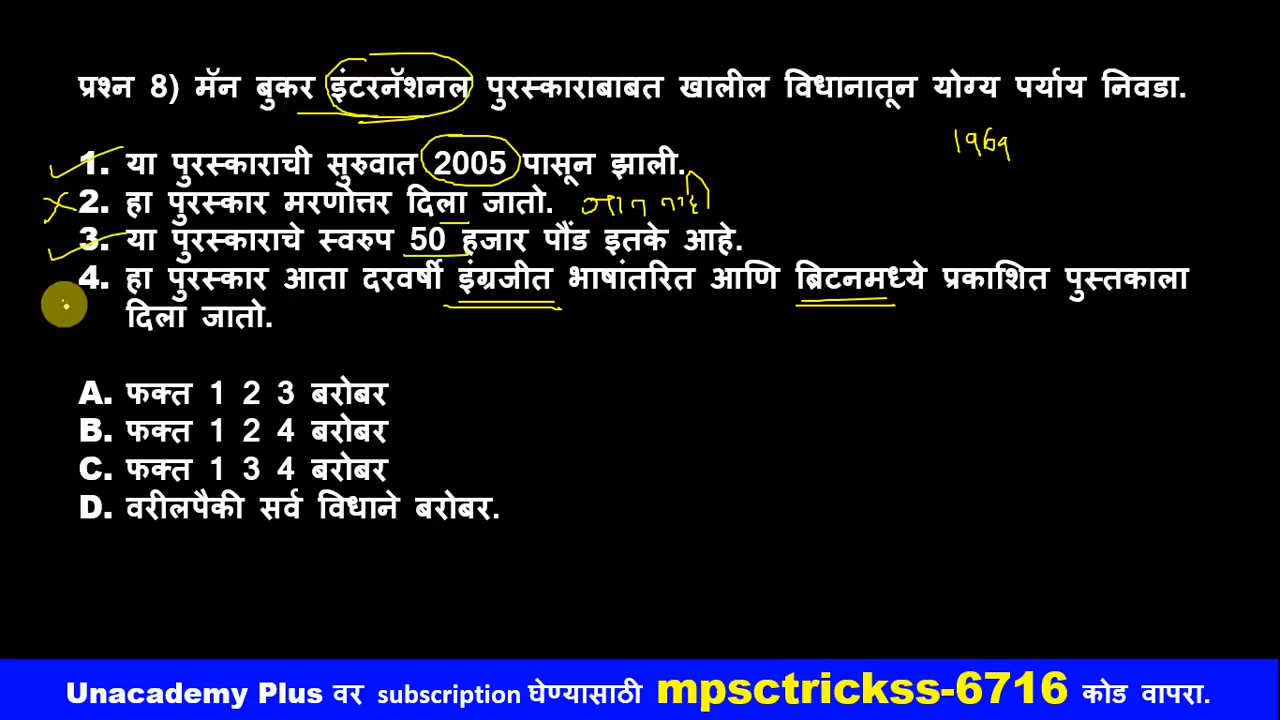 प्रश्न 8) मॅन बुकर इंटरनॅशनल पुरस्काराबाबत खालील विधानातून योग्य पर्याय निवडा.
1969
1. या पुरस्काराची सुरुवात 2005 पासून झाली.
2. हा पुरस्कार मरणोत्तर दिला जातो. जात नाही
3. या पुरस्काराचे स्वरुप 50 हजार पौंड इतके आहे.
4. हा पुरस्कार आता दरवर्षी इंग्रजीत भाषांतरित आणि ब्रिटनमध्ये प्रकाशित पुस्तकाला
दिला जातो.
A. फक्त 1 2 3 बरोबर
B. फक्त 1 2 4 बरोबर
C. फक्त 1 3 4 बरोबर
D. वरीलपैकी सर्व विधाने बरोबर.
Unacademy Plus वर subscription घेण्यासाठी mpsctrickss-6716 कोड वापरा.